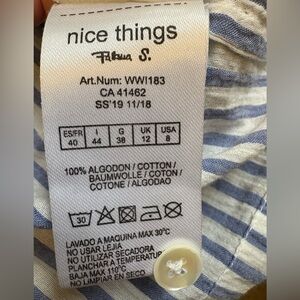 nice things
Paloma S.
Art.Num: WWI183
CA 41462
SS'19 11/18
ES/FR I G UK USA
40 44 38 12 8
100% ALGODON / COTTON /
BAUMWOLLE / COTON /
COTONE / ALGODAO
30
LAVADO A MAQUINA MAX 30°C
NO USAR LEJIA
NO UTILIZAR SECADORA
PLANCHAR A TEMPERATURA
BAJA MAX 110°C
NO LIMPIAR EN SECO